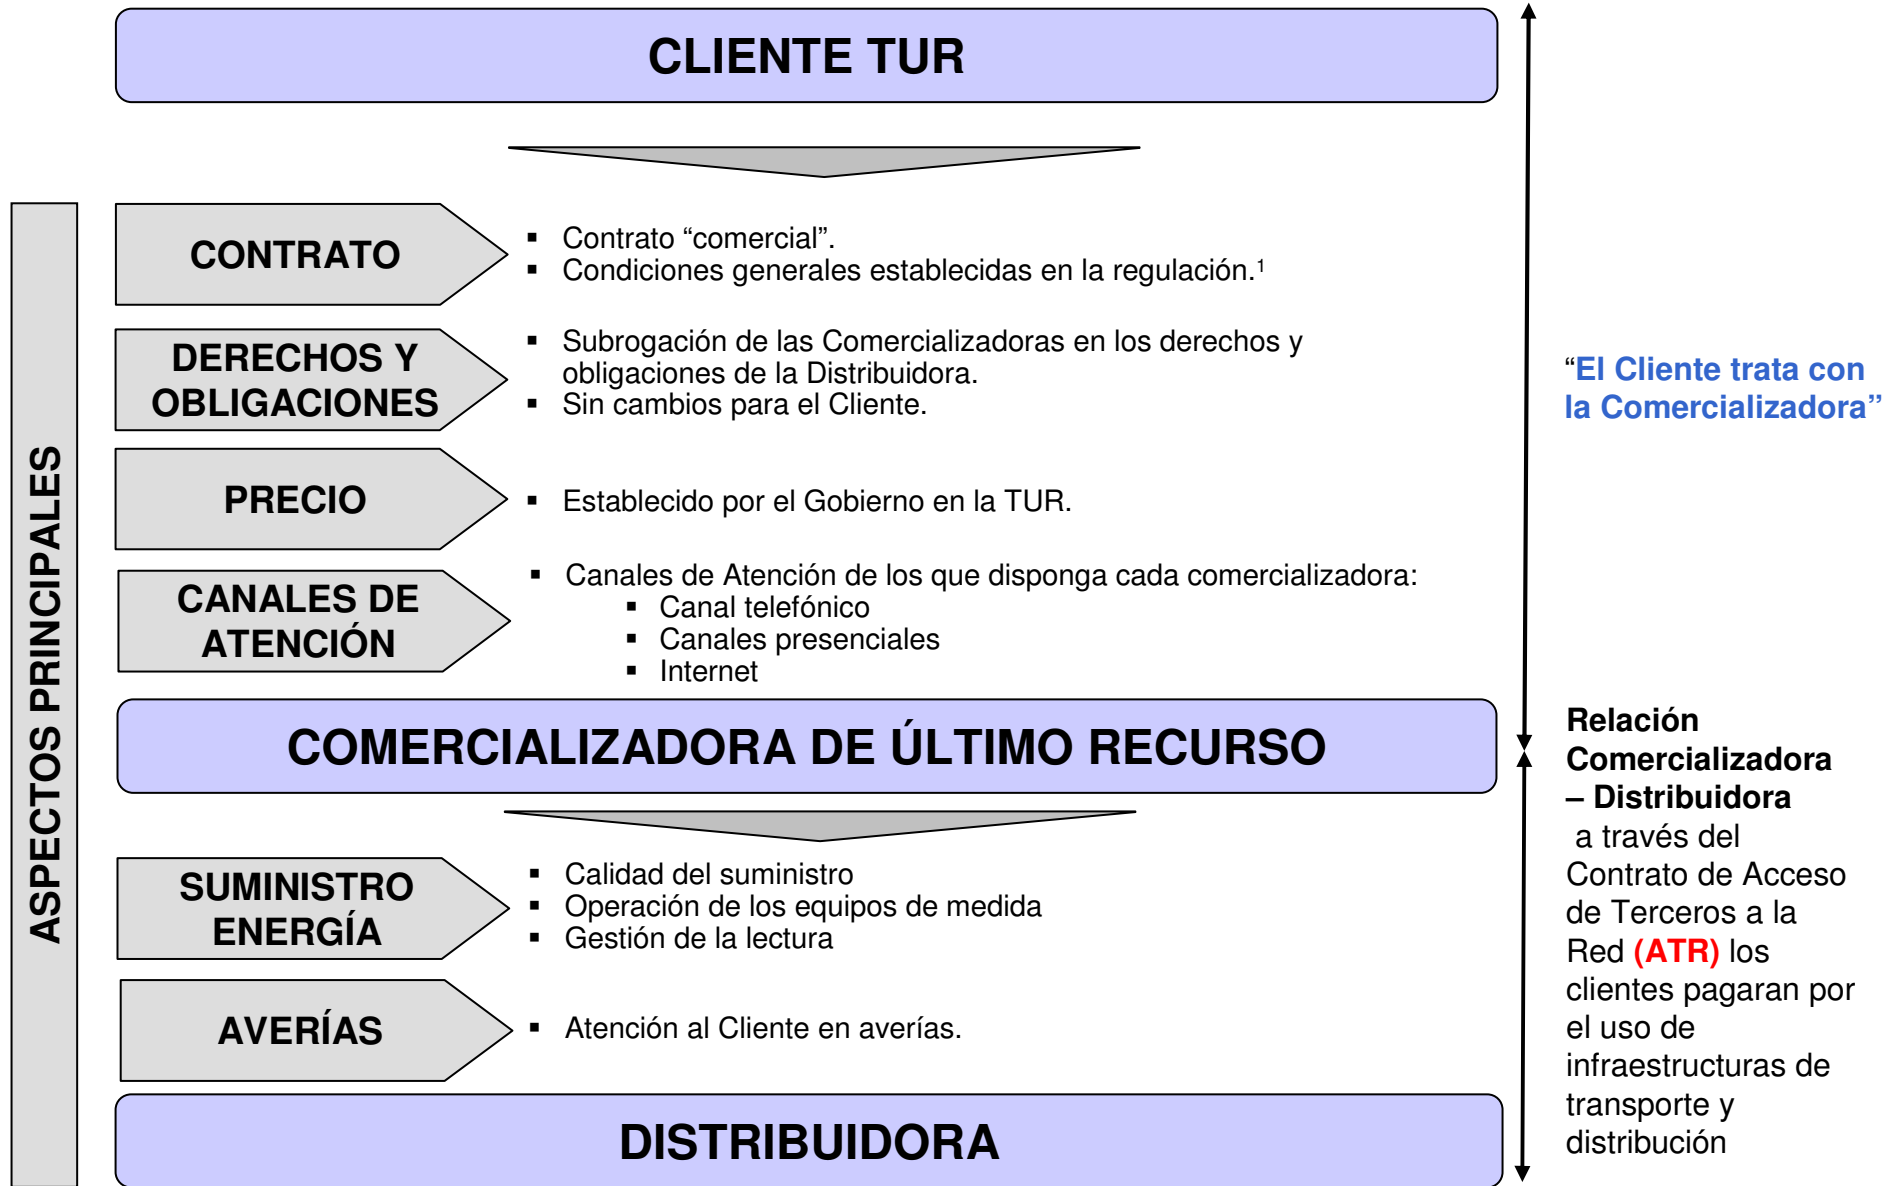 CLIENTE TUR
ASPECTOS PRINCIPALES
CONTRATO
▪ Contrato “comercial”.
▪ Condiciones generales establecidas en la regulación.¹
DERECHOS Y
OBLIGACIONES
▪ Subrogación de las Comercializadoras en los derechos y
obligaciones de la Distribuidora.
▪ Sin cambios para el Cliente.
“El Cliente trata con
la Comercializadora”
PRECIO
▪ Establecido por el Gobierno en la TUR.
CANALES DE
ATENCIÓN
▪ Canales de Atención de los que disponga cada comercializadora:
▪ Canal telefónico
▪ Canales presenciales
▪ Internet
COMERCIALIZADORA DE ÚLTIMO RECURSO
SUMINISTRO
ENERGÍA
▪ Calidad del suministro
▪ Operación de los equipos de medida
▪ Gestión de la lectura
AVERÍAS
▪ Atención al Cliente en averías.
DISTRIBUIDORA
Relación
Comercializadora
– Distribuidora
a través del
Contrato de Acceso
de Terceros a la
Red (ATR) los
clientes pagaran por
el uso de
infraestructuras de
transporte y
distribución